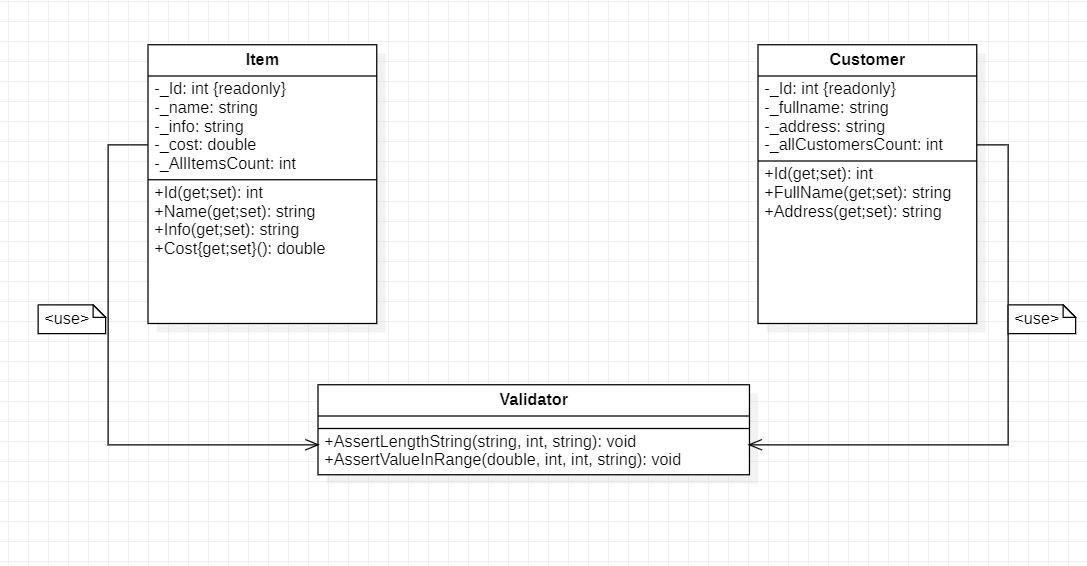 Item
-_Id: int {readonly}
-_name: string
-_info: string
-_cost: double
-_AllItemsCount: int
+Id(get;set): int
+Name(get;set): string
+Info(get;set): string
+Cost{get;set}(): double
Customer
-_Id: int {readonly}
-_fullname: string
-_address: string
-_allCustomersCount: int
+Id(get;set): int
+FullName(get;set): string
+Address(get;set): string
<use>
<use>
Validator
+AssertLengthString(string, int, string): void
+AssertValueInRange(double, int, int, string): void